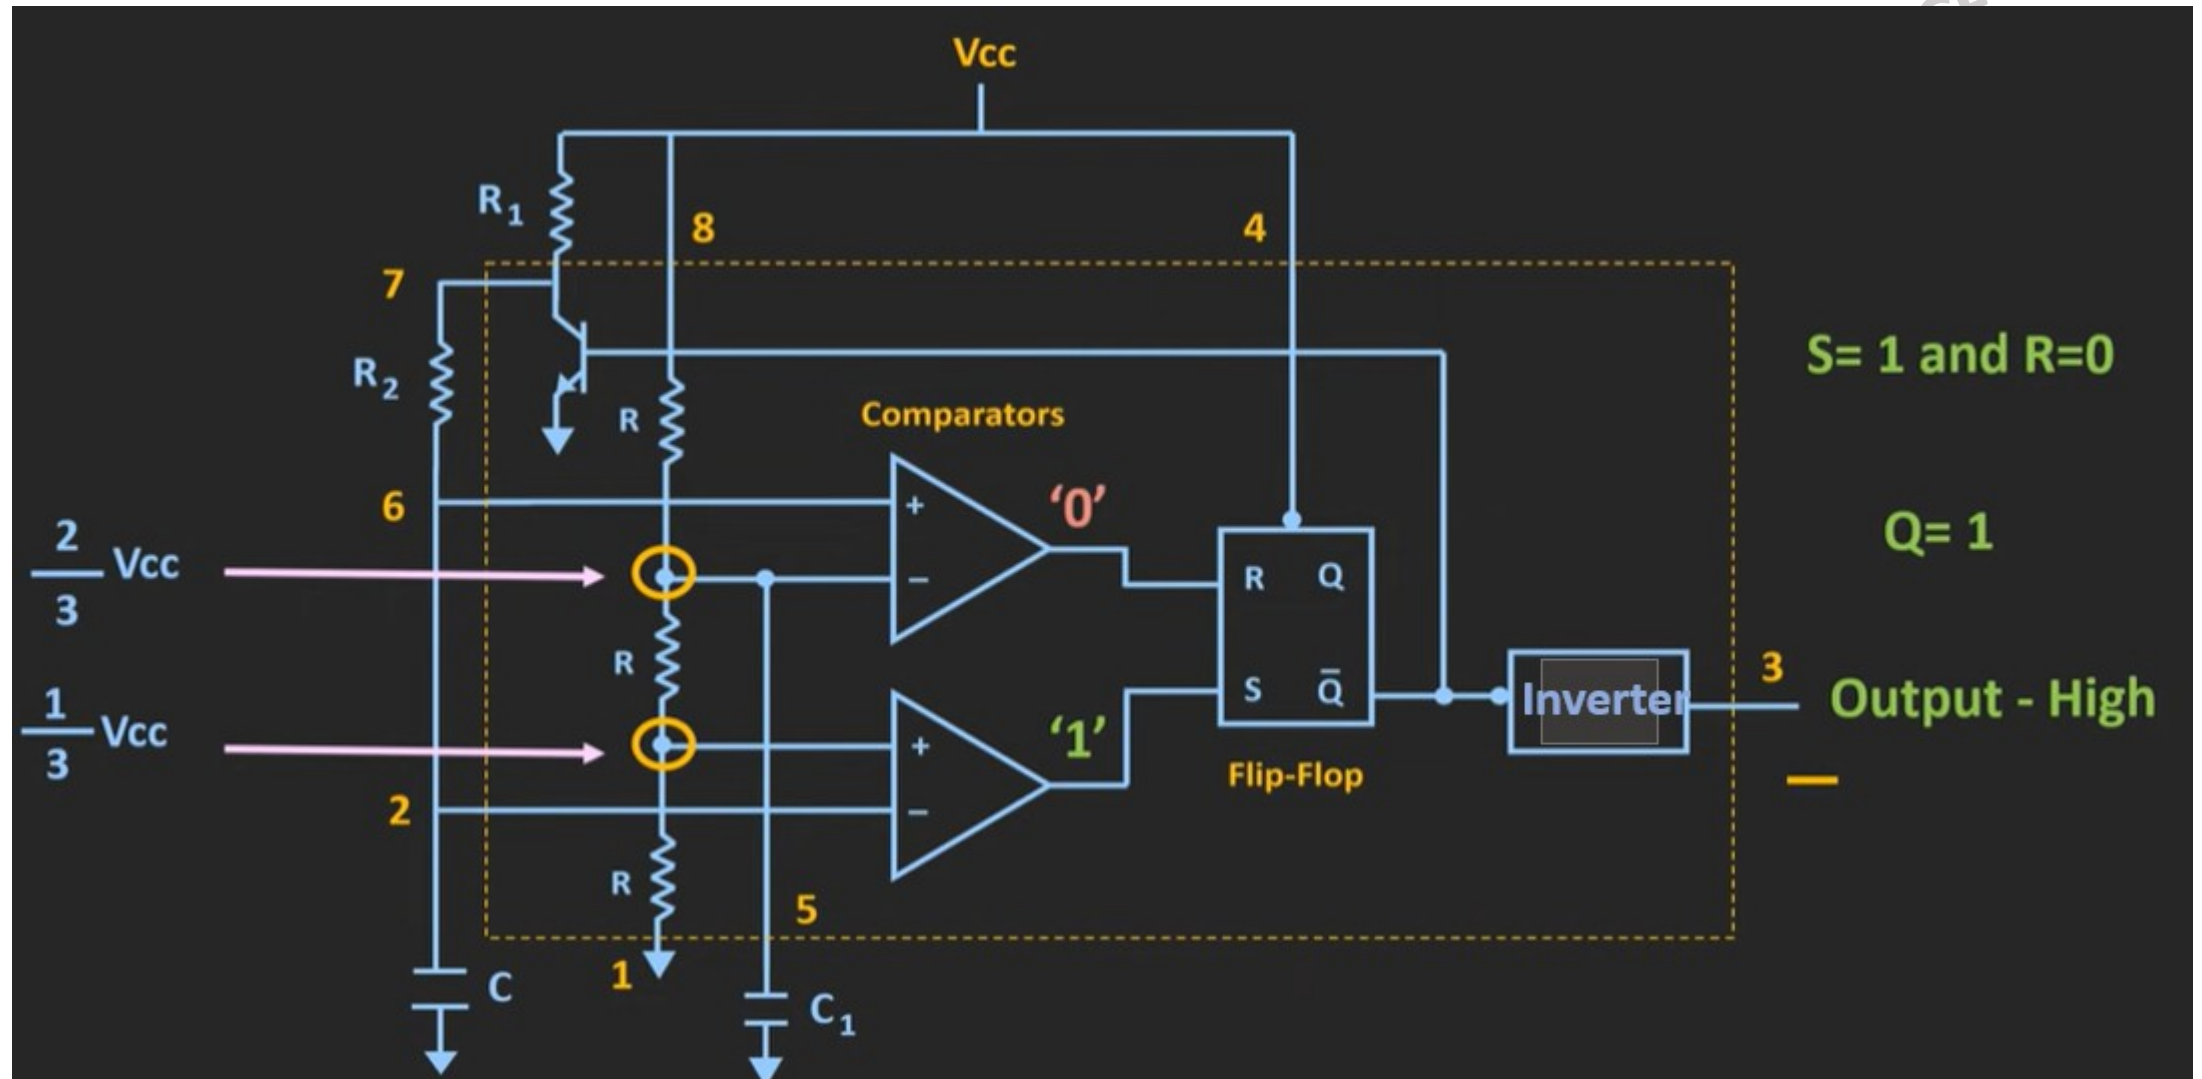 CE
Vcc
R1
8
4
7
R2
R
Comparators
S= 1 and R=0
6
+
‘0’
2/3 Vcc
–
R Q
Q= 1
R
1/3 Vcc
+
‘1’
S Q̅
Inverter
3
Output - High
Flip-Flop
2
–
R
5
1
C
C1